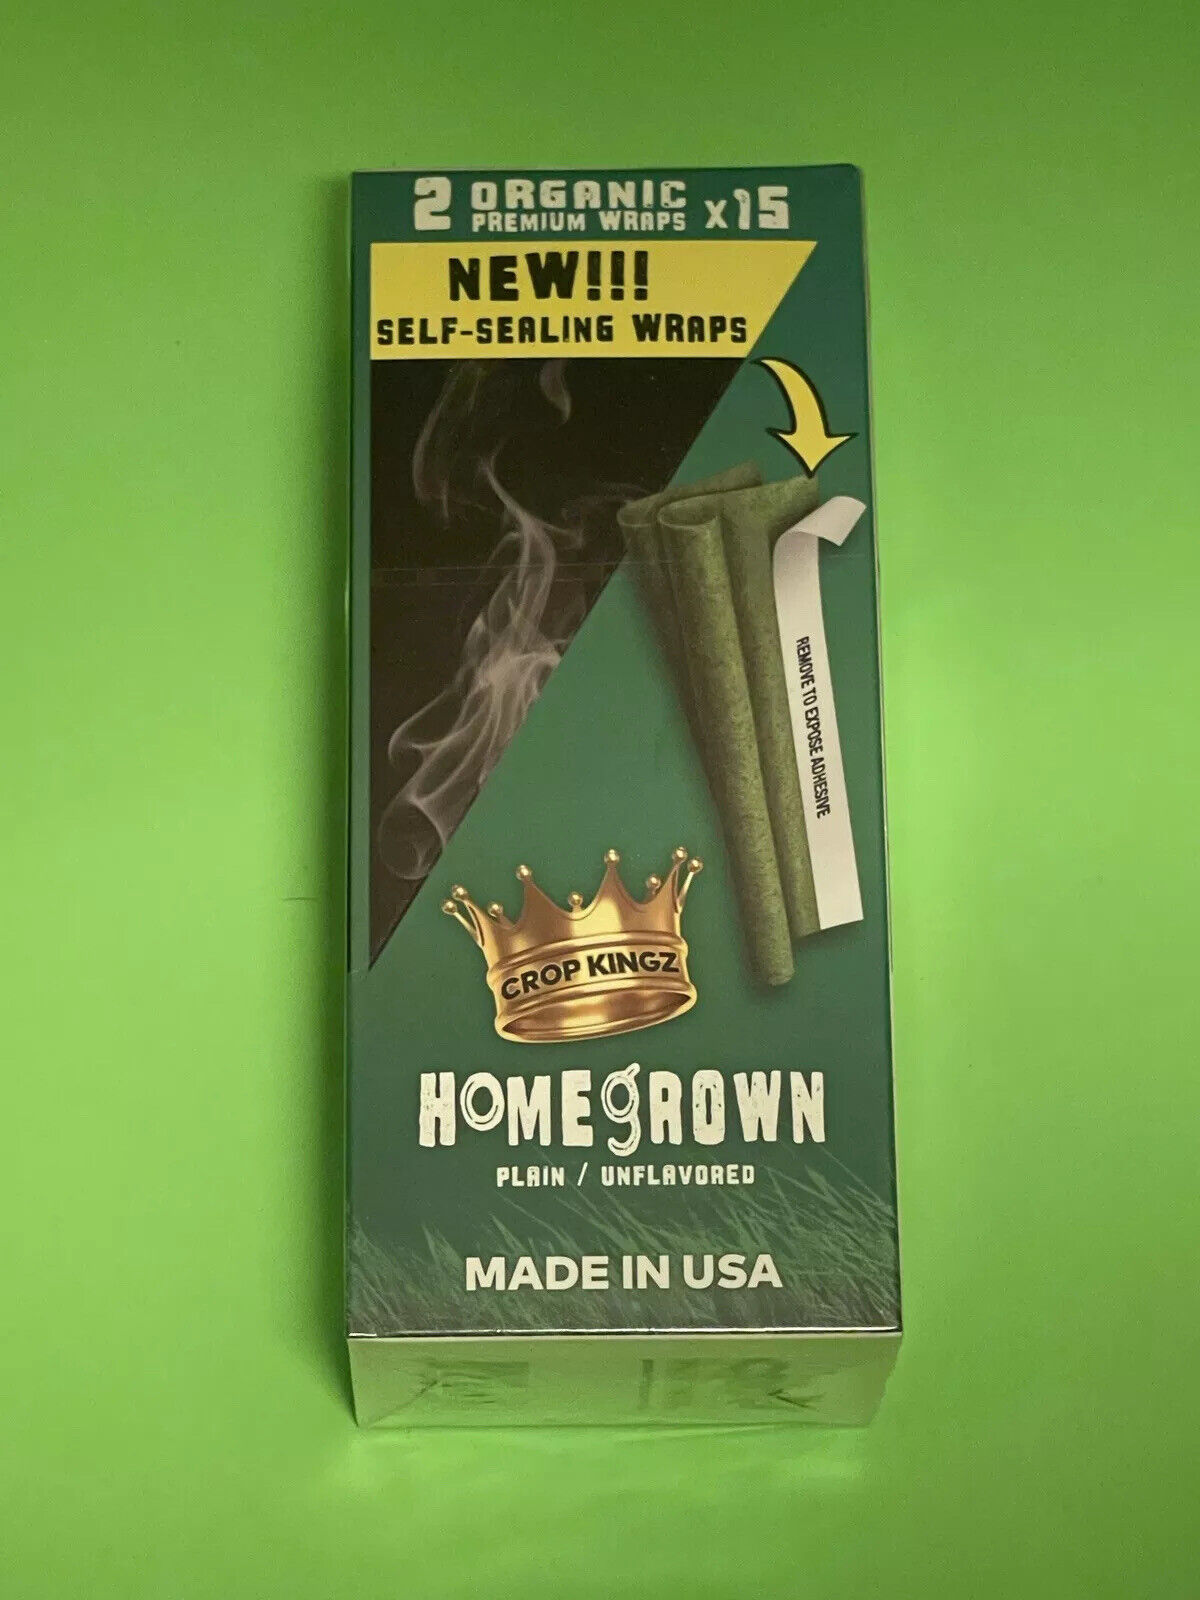 2 ORGANIC x15
PREMIUM WRAPS
NEW!!!
SELF-SEALING WRAPS
REMOVE TO EXPOSE ADHESIVE
CROP KINGZ
HOMEGROWN
PLAIN / UNFLAVORED
MADE IN USA